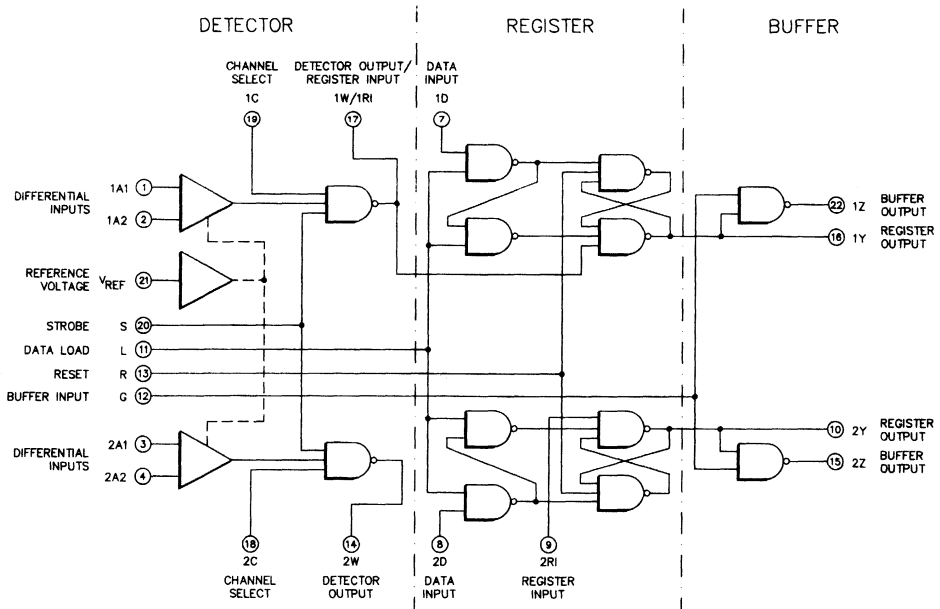 DETECTOR
REGISTER
BUFFER
CHANNEL
SELECT
1C
19
DETECTOR OUTPUT/
REGISTER INPUT
1W/1RI
17
DATA
INPUT
1D
7
DIFFERENTIAL
INPUTS
1A1 1
1A2 2
22 1Z BUFFER
OUTPUT
16 1Y REGISTER
OUTPUT
REFERENCE
VOLTAGE
VREF 21
STROBE S 20
DATA LOAD L 11
RESET R 13
BUFFER INPUT G 12
DIFFERENTIAL
INPUTS
2A1 3
2A2 4
10 2Y REGISTER
OUTPUT
15 2Z BUFFER
OUTPUT
18
2C
CHANNEL
SELECT
14
2W
DETECTOR
OUTPUT
8
2D
DATA
INPUT
9
2RI
REGISTER
INPUT